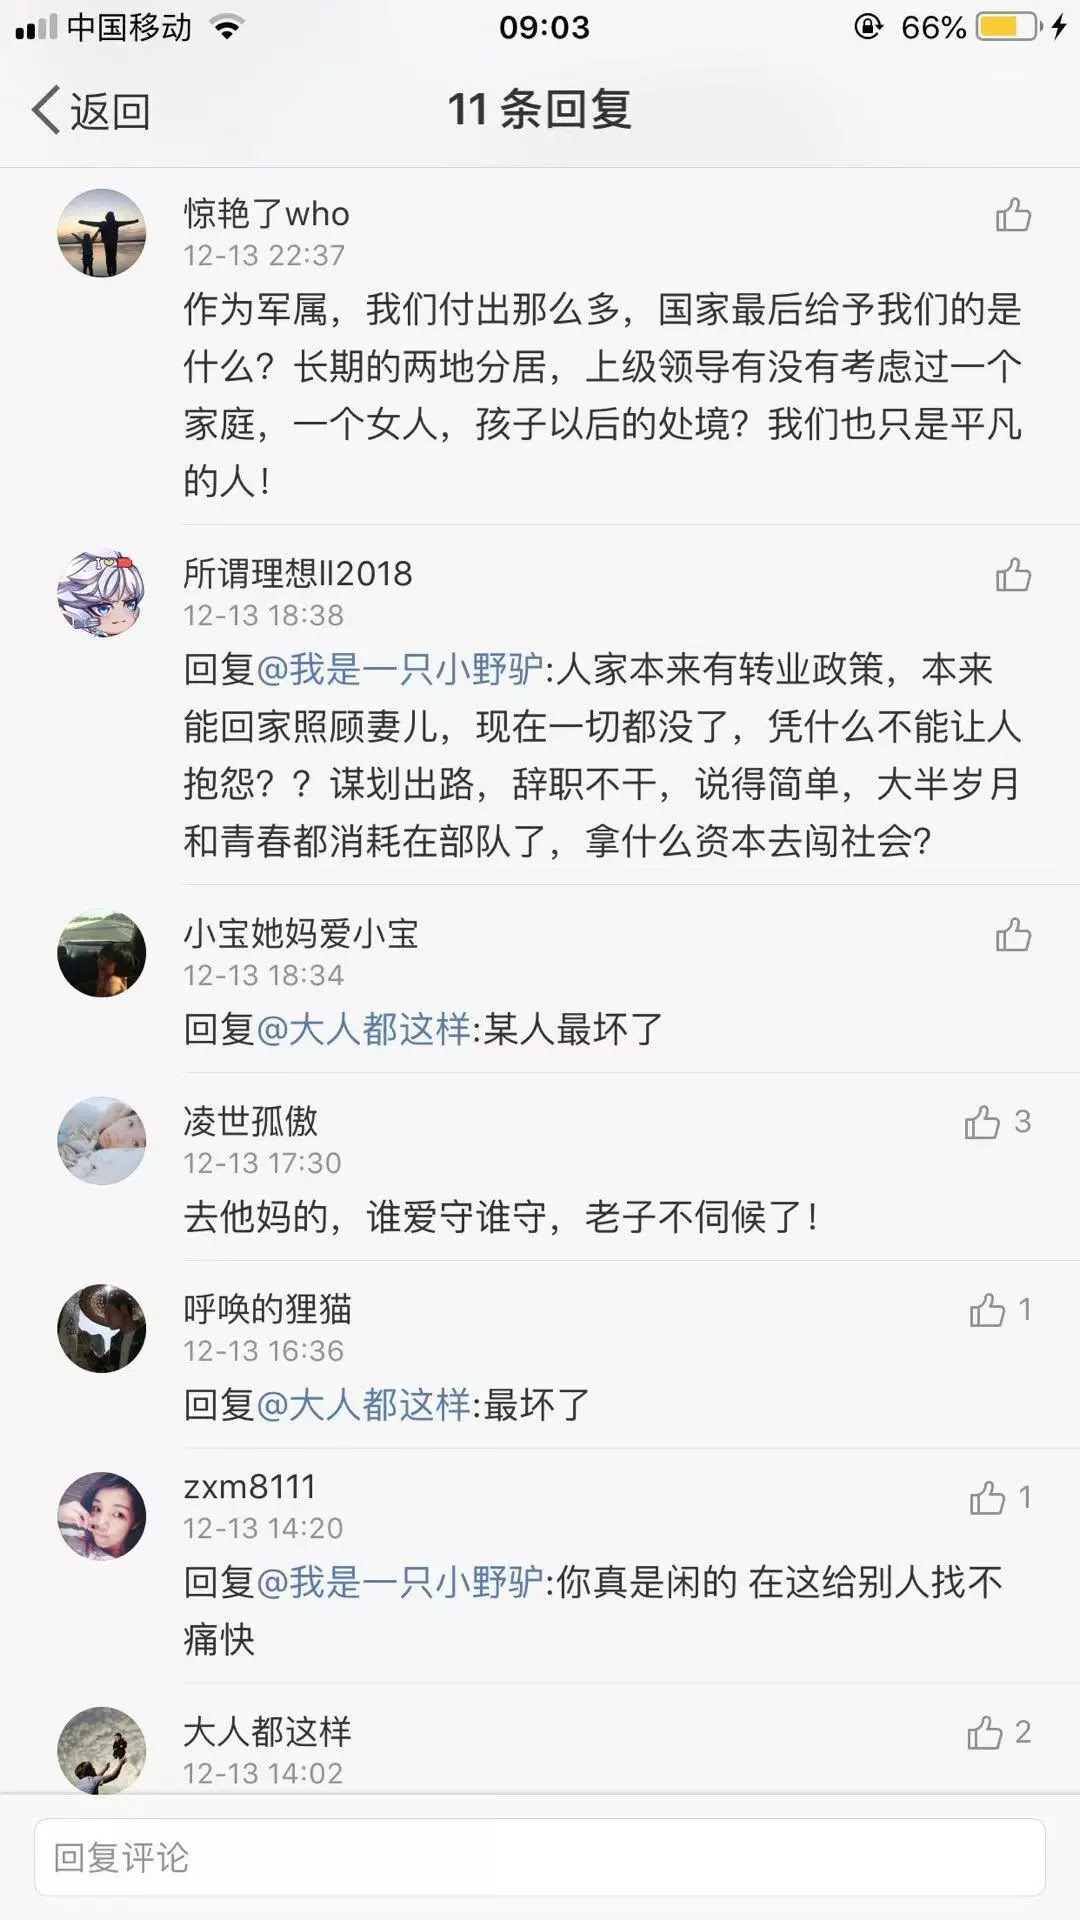 中国移动 09:03 66%
返回 11 条回复
惊艳了who
12-13 22:37
作为军属，我们付出那么多，国家最后给予我们的是
什么？长期的两地分居，上级领导有没有考虑过一个
家庭，一个女人，孩子以后的处境？我们也只是平凡
的人！
所谓理想ll2018
12-13 18:38
回复@我是一只小野驴:人家本来有转业政策，本来
能回家照顾妻儿，现在一切都没了，凭什么不能让人
抱怨？？谋划出路，辞职不干，说得简单，大半岁月
和青春都消耗在部队了，拿什么资本去闯社会？
小宝她妈爱小宝
12-13 18:34
回复@大人都这样:某人最坏了
凌世孤傲 3
12-13 17:30
去他妈的，谁爱守谁守，老子不伺候了！
呼唤的狸猫 1
12-13 16:36
回复@大人都这样:最坏了
zxm8111 1
12-13 14:20
回复@我是一只小野驴:你真是闲的 在这给别人找不
痛快
大人都这样 2
12-13 14:02
回复评论